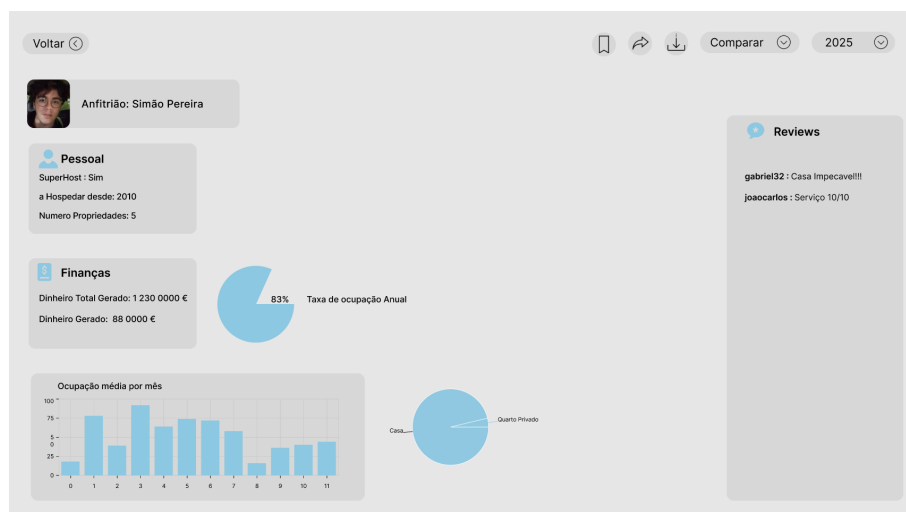 Voltar
Comparar
2025
Anfitrião: Simão Pereira
Reviews
gabriel32 : Casa Impecavel!!!
joaocarlos : Serviço 10/10
Pessoal
SuperHost : Sim
a Hospedar desde: 2010
Numero Propriedades: 5
Finanças
Dinheiro Total Gerado: 1 230 0000 €
Dinheiro Gerado: 88 0000 €
83%
Taxa de ocupação Anual
Ocupação média por mês
100
75
5
0
25
0
0 1 2 3 4 5 6 7 8 9 10 11
Casa
Quarto Privado